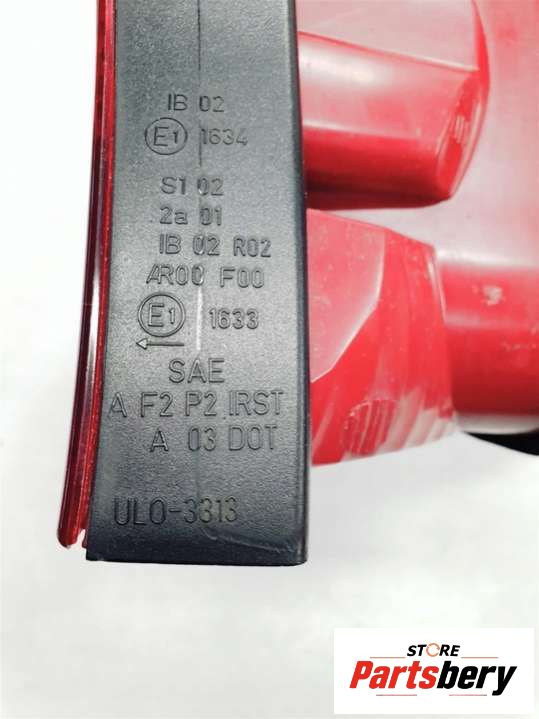 IB 02
E1 1634
S1 02
2a 01
IB 02 R02
AR00 F00
E1 1633
SAE
A F2 P2 IRST
A 03 DOT
ULO-3313
STORE
Partsbery